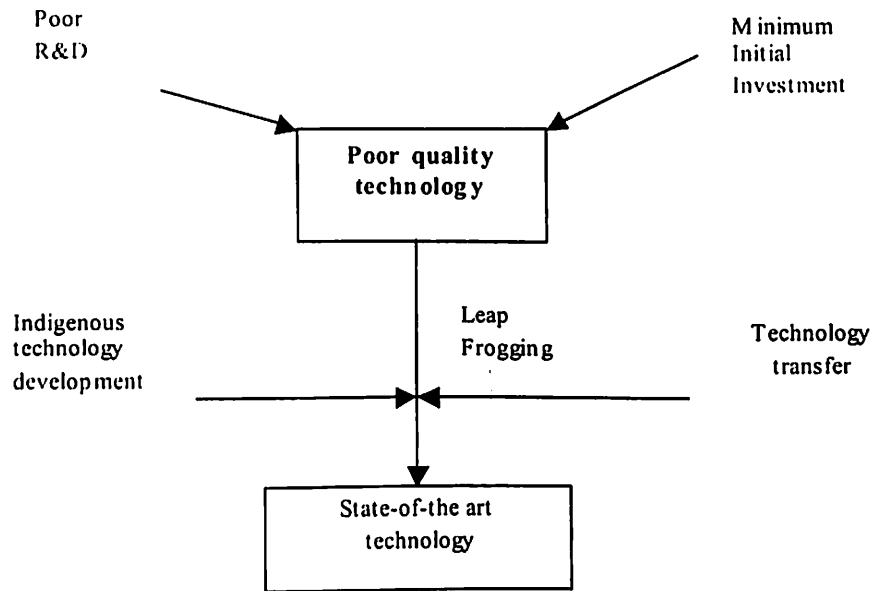 Poor
R&D
Minimum
Initial
Investment
Poor quality
technology
Indigenous
technology
development
Leap
Frogging
Technology
transfer
State-of-the art
technology